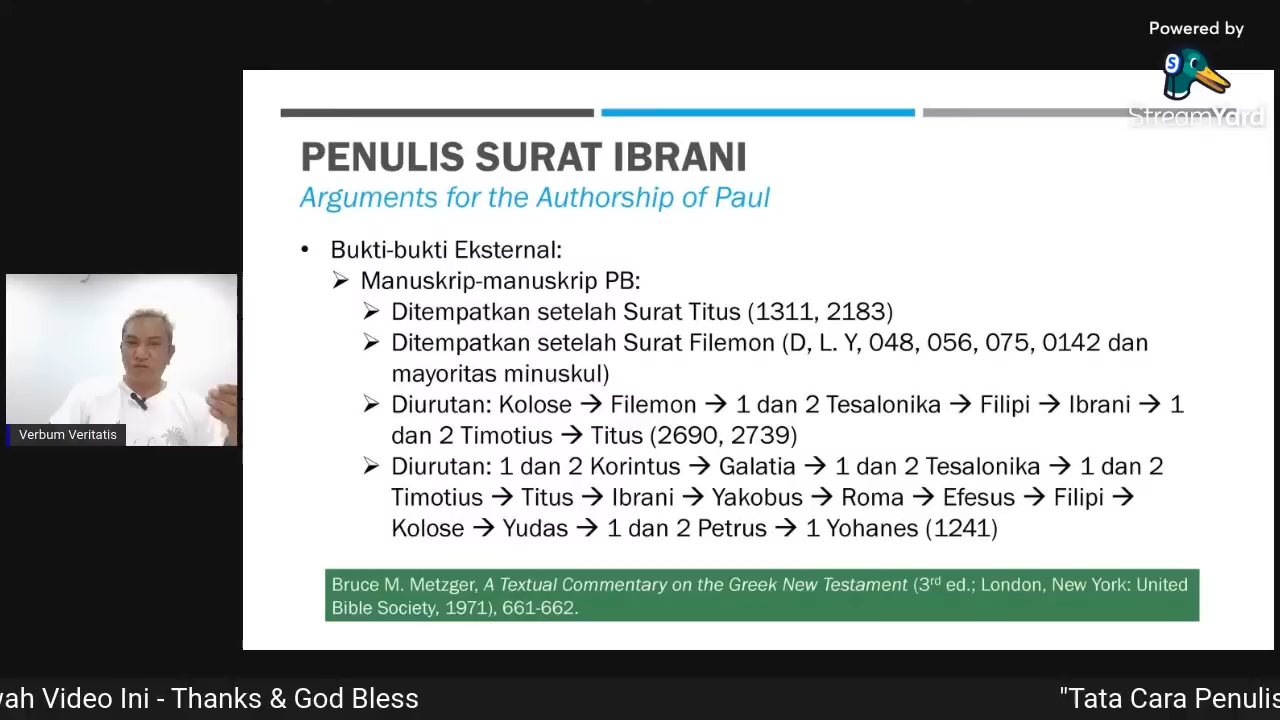 Powered by
StreamYard
PENULIS SURAT IBRANI
Arguments for the Authorship of Paul
• Bukti-bukti Eksternal:
➢ Manuskrip-manuskrip PB:
➢ Ditempatkan setelah Surat Titus (1311, 2183)
➢ Ditempatkan setelah Surat Filemon (D, L. Y, 048, 056, 075, 0142 dan
mayoritas minuskul)
➢ Diurutan: Kolose → Filemon → 1 dan 2 Tesalonika → Filipi → Ibrani → 1
dan 2 Timotius → Titus (2690, 2739)
➢ Diurutan: 1 dan 2 Korintus → Galatia → 1 dan 2 Tesalonika → 1 dan 2
Timotius → Titus → Ibrani → Yakobus → Roma → Efesus → Filipi →
Kolose → Yudas → 1 dan 2 Petrus → 1 Yohanes (1241)
Bruce M. Metzger, A Textual Commentary on the Greek New Testament (3rd ed.; London, New York: United
Bible Society, 1971), 661-662.
Verbum Veritatis
wah Video Ini - Thanks & God Bless
"Tata Cara Penulis